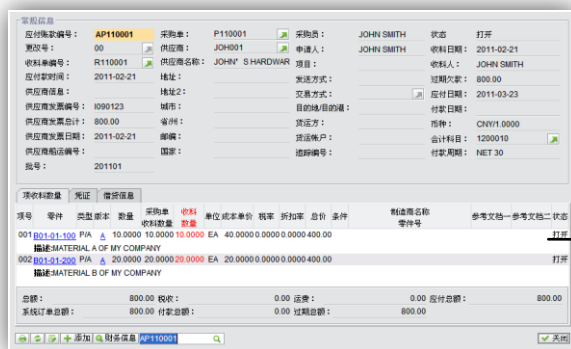 常规信息
应付账款编号： AP110001 采购单： P110001 采购员： JOHN SMITH 状态 打开
更改号： 00 供应商： JOH001 申请人： JOHN SMITH 收料日期： 2011-02-21
收料单编号： R110001 供应商名称： JOHN' S HARDWAR 项目： 收料人： JOHN SMITH
应付款时间： 2011-02-21 地址： 发送方式： 过期欠款： 800.00
供应商信息： 地址2： 交易方式： 应付日期： 2011-03-23
供应商发票编号： I090123 城市： 目的地/目的港： 付款日期：
供应商发票总计： 800.00 省/州： 货运方： 币种： CNY/1.0000
供应商发票日期： 2011-02-21 邮编： 货运帐户： 会计科目： 1200010
供应商船运编号： 国家： 追踪编号： 付款周期： NET 30
批号： 201101
项收料数量 凭证 借贷信息
项号 零件 类型 版本 数量 采购单收料数量 收料数量 单位 成本单价 税率 折扣率 总价 条件 制造商名称 零件号 参考文档一 参考文档二 状态
001 B01-01-100 P/A A 10.0000 10.0000 10.0000 EA 40.0000 0.0000 0.0000 400.00 打开
描述:MATERIAL A OF MY COMPANY
002 B01-01-200 P/A A 20.0000 20.0000 20.0000 EA 20.0000 0.0000 0.0000 400.00 打开
描述:MATERIAL B OF MY COMPANY
总额： 800.00 税收： 0.00 运费： 0.00 应付总额： 800.00
系统订单总额： 800.00 付款总额： 0.00 过期总额： 800.00
添加 财务信息 AP110001 关闭